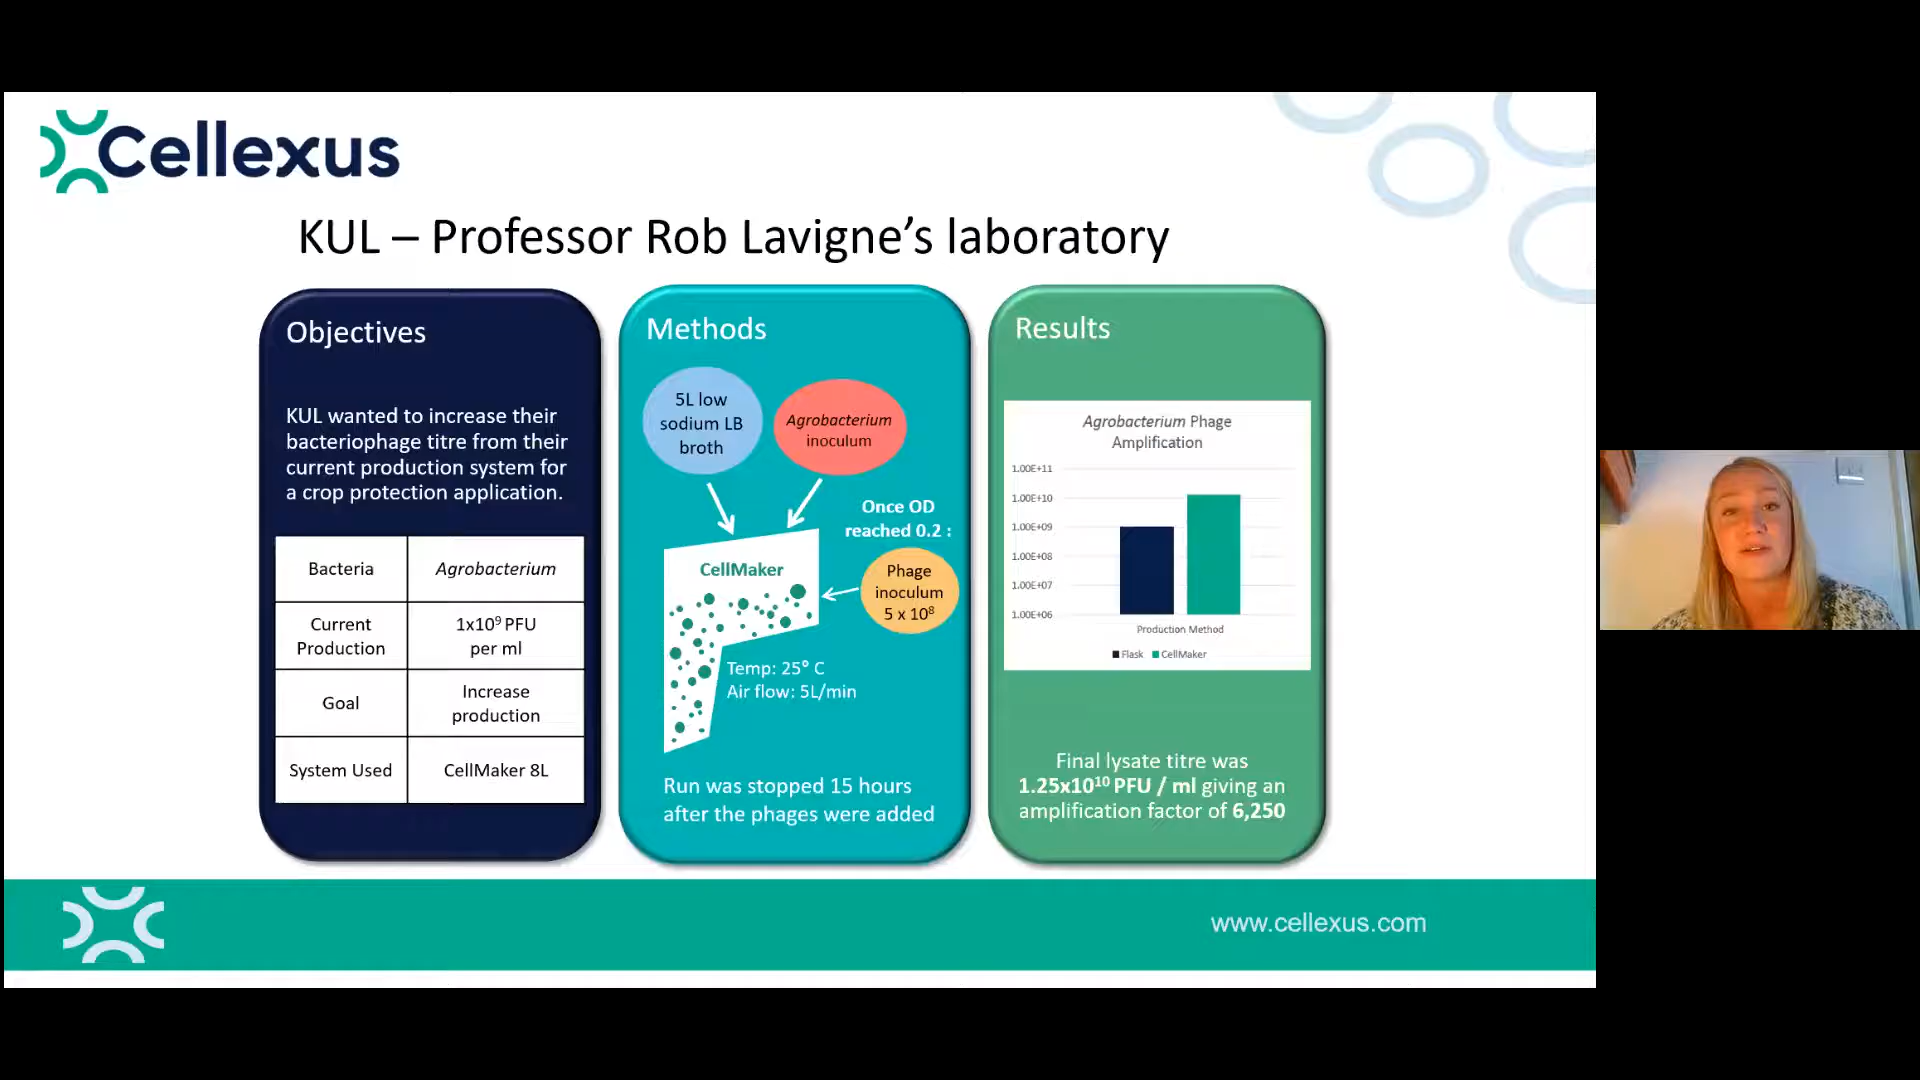 Cellexus
KUL – Professor Rob Lavigne's laboratory
Objectives
KUL wanted to increase their
bacteriophage titre from their
current production system for
a crop protection application.
Bacteria
Agrobacterium
Current
Production
1x10⁹ PFU
per ml
Goal
Increase
production
System Used
CellMaker 8L
Methods
5L low
sodium LB
broth
Agrobacterium
inoculum
Once OD
reached 0.2 :
CellMaker
Phage
inoculum
5 x 10⁸
Temp: 25° C
Air flow: 5L/min
Run was stopped 15 hours
after the phages were added
Results
Agrobacterium Phage
Amplification
1.00E+11
1.00E+10
1.00E+09
1.00E+08
1.00E+07
1.00E+06
Production Method
Flask CellMaker
Final lysate titre was
1.25x10¹⁰ PFU / ml giving an
amplification factor of 6,250
www.cellexus.com